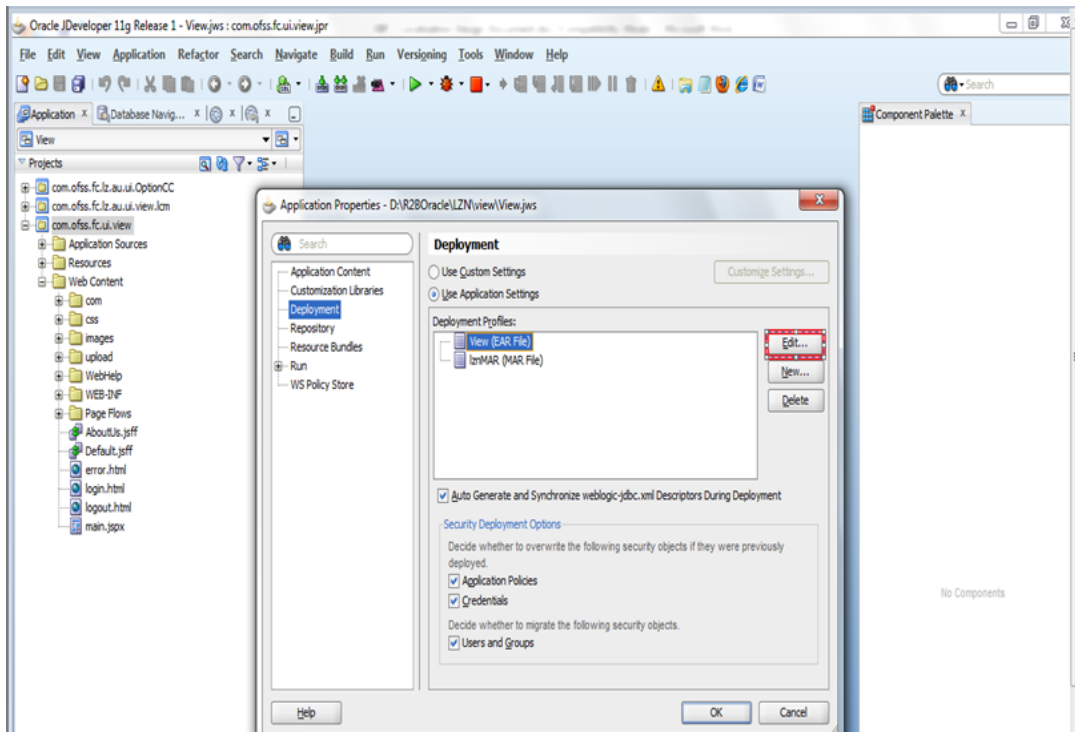 Oracle JDeveloper 11g Release 1 - View.jws : com.ofss.fc.ui.view.jpr
File Edit View Application Refactor Search Navigate Build Run Versioning Tools Window Help
Search
Application x Database Navig... x x x
Component Palette x
View
Projects
com.ofss.fc.lz.au.ui.OptionCC
com.ofss.fc.lz.au.ui.view.lcm
com.ofss.fc.ui.view
Application Sources
Resources
Web Content
com
css
images
upload
WebHelp
WEB-INF
Page Flows
AboutUs.jsff
Default.jsff
error.html
login.html
logout.html
main.jspx
Application Properties - D:\R2BOracle\LZN\view\View.jws
Search
Application Content
Customization Libraries
Deployment
Repository
Resource Bundles
Run
WS Policy Store
Deployment
Use Custom Settings
Customize Settings...
Use Application Settings
Deployment Profiles:
View (EAR File)
lznMAR (MAR File)
Edit...
New...
Delete
Auto Generate and Synchronize weblogic-jdbc.xml Descriptors During Deployment
Security Deployment Options
Decide whether to overwrite the following security objects if they were previously
deployed.
Application Policies
Credentials
Decide whether to migrate the following security objects.
Users and Groups
Help
OK
Cancel
No Components